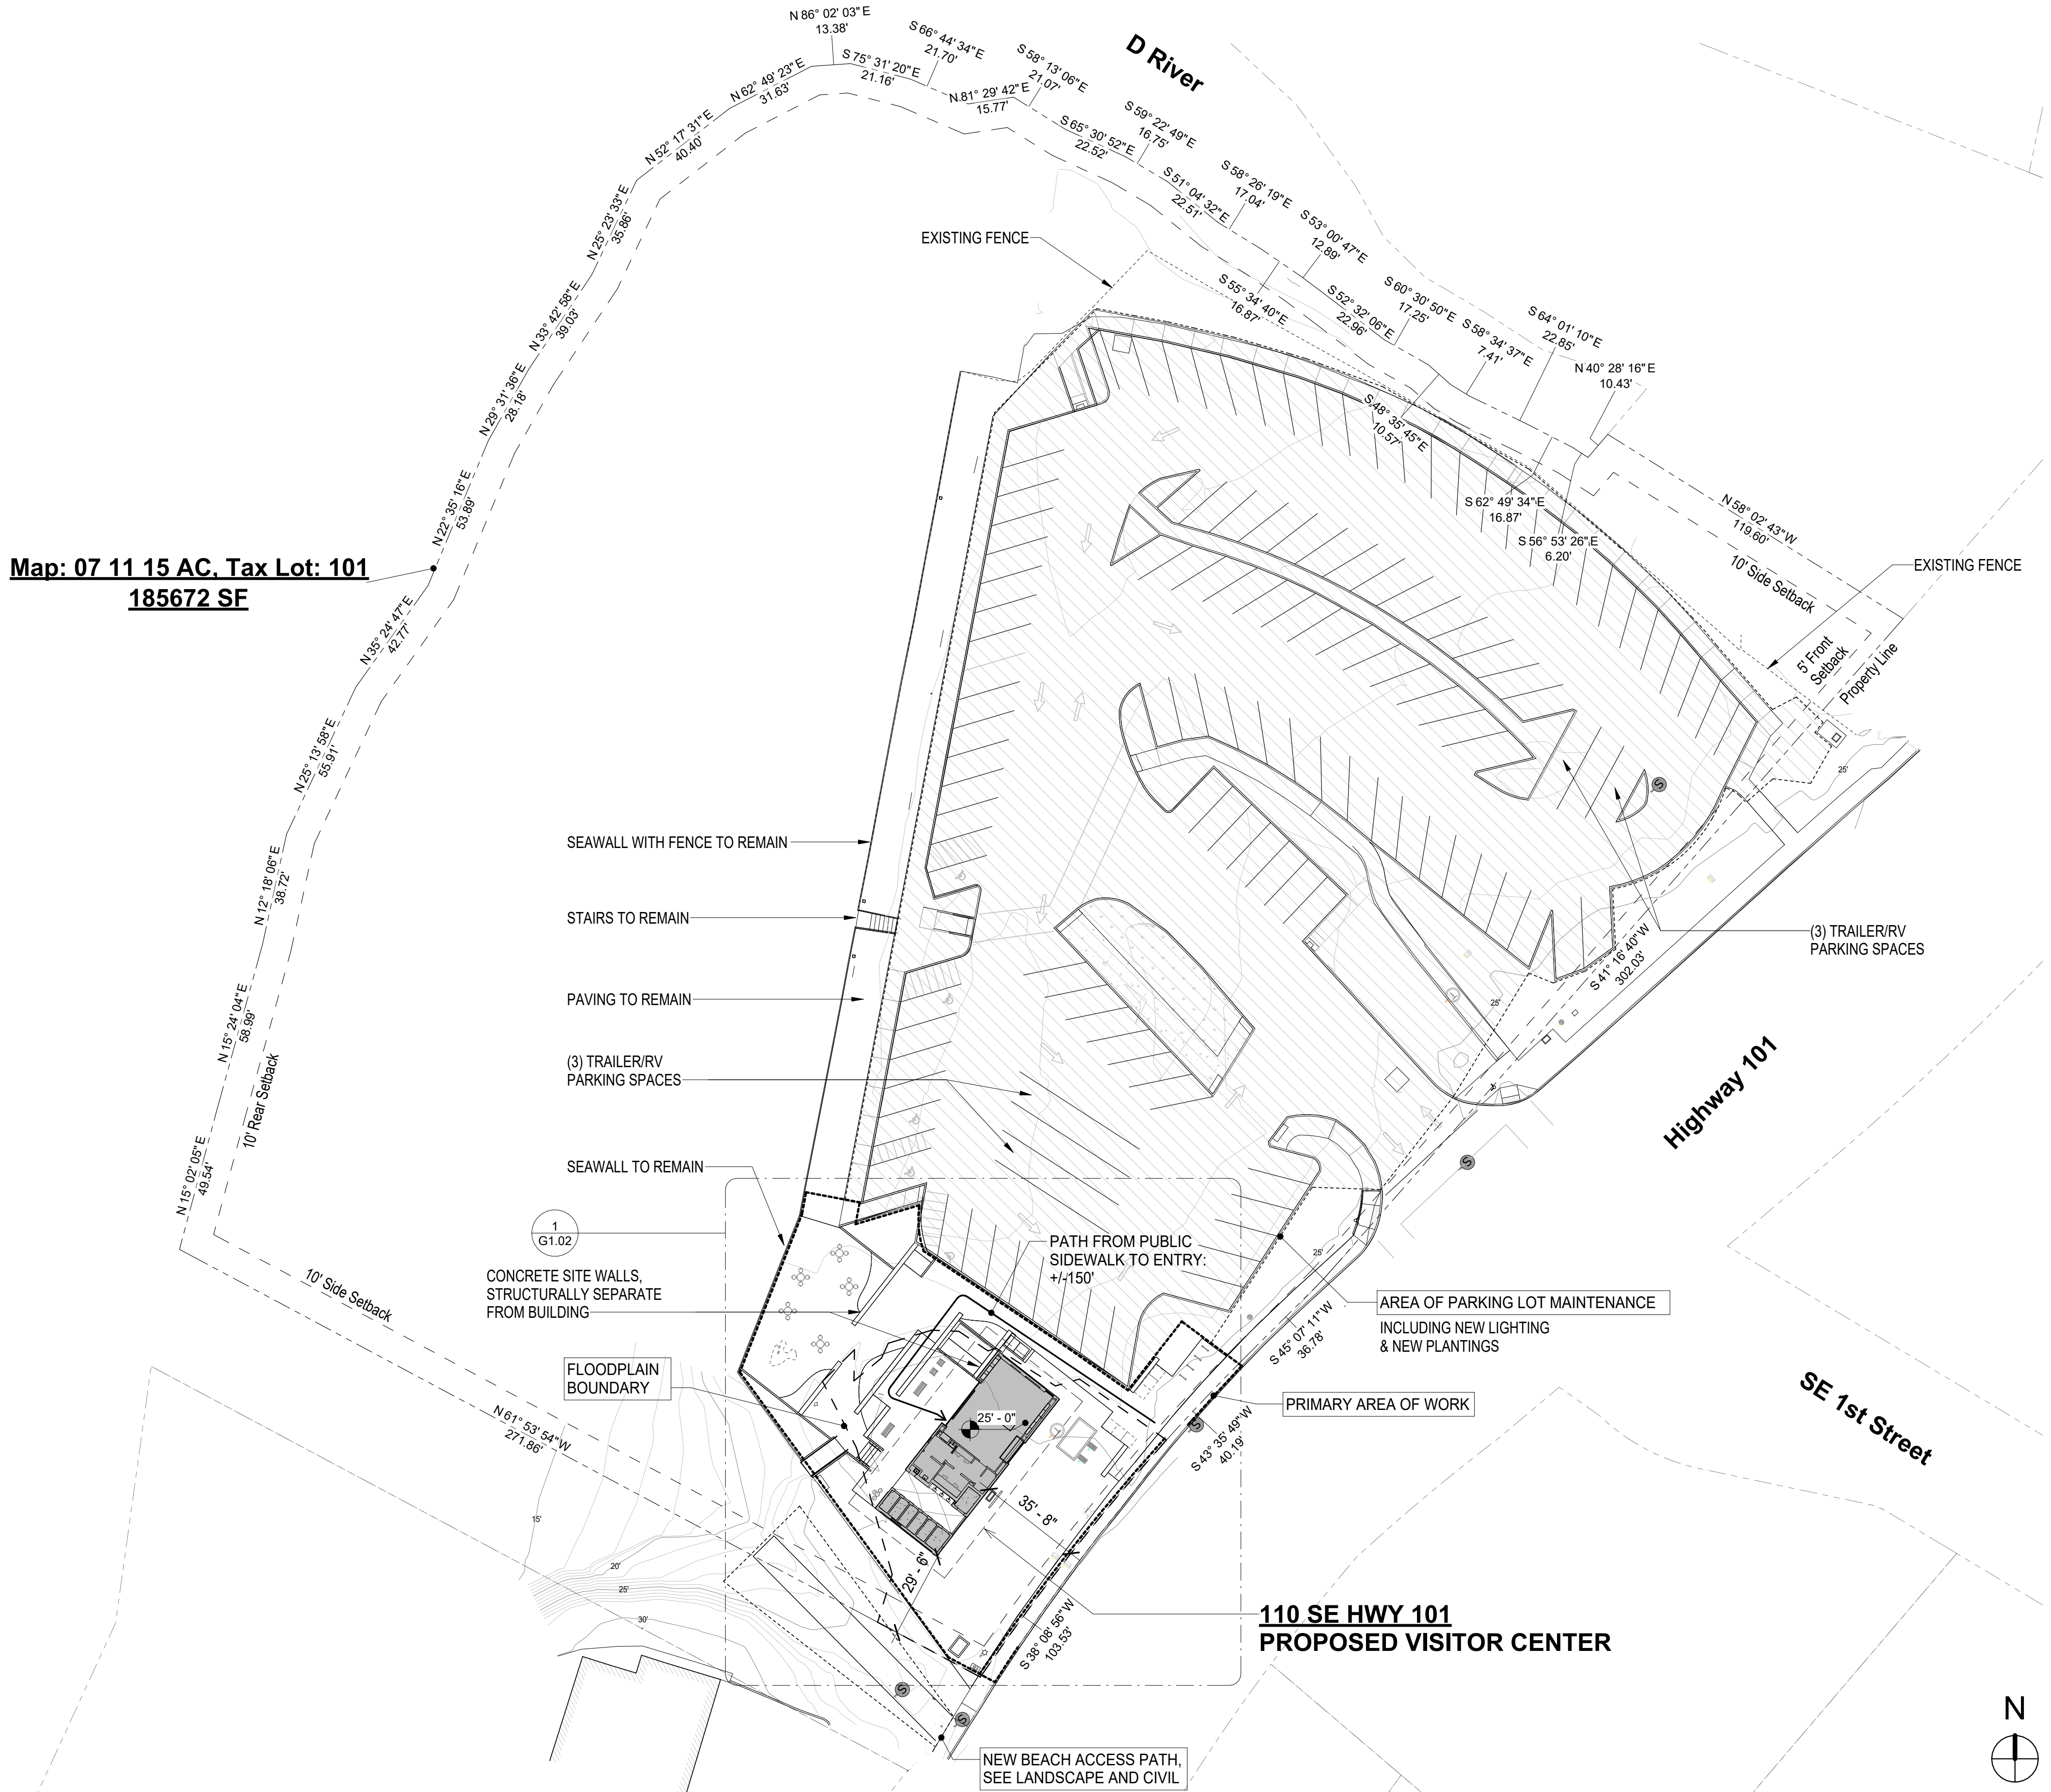 N 86° 02' 03" E
13.38'
S 66° 44' 34" E
21.70'
S 75° 31' 20" E
21.16'
S 58° 13' 06" E
21.07'
D River
N 62° 49' 23" E
31.63'
N 81° 29' 42" E
15.77'
S 59° 22' 49" E
16.75'
S 65° 30' 52" E
22.52'
N 52° 17' 31" E
40.40'
S 58° 26' 19" E
17.04'
S 51° 04' 32" E
22.51'
S 53° 00' 47" E
12.89'
N 25° 23' 33" E
35.86'
EXISTING FENCE
S 55° 34' 40" E
16.87'
S 52° 32' 06" E
22.96'
S 60° 30' 50" E
17.25'
S 58° 34' 37" E
7.41'
S 64° 01' 10" E
22.85'
N 40° 28' 16" E
10.43'
N 33° 42' 58" E
39.03'
N 29° 31' 36" E
28.18'
S 48° 35' 45" E
10.57'
S 62° 49' 34" E
16.87'
S 56° 53' 26" E
6.20'
N 58° 02' 43" W
119.60'
10' Side Setback
N 22° 35' 16" E
53.89'
EXISTING FENCE
Map: 07 11 15 AC, Tax Lot: 101
185672 SF
5' Front
Setback
Property Line
N 35° 24' 47" E
42.77'
N 25° 13' 58" E
55.91'
25'
S
SEAWALL WITH FENCE TO REMAIN
N 12° 18' 06" E
38.72'
STAIRS TO REMAIN
(3) TRAILER/RV
PARKING SPACES
S 41° 16' 40" W
302.03'
PAVING TO REMAIN
25'
N 15° 24' 04" E
58.99'
10' Rear Setback
(3) TRAILER/RV
PARKING SPACES
Highway 101
S
N 15° 02' 05" E
49.54'
SEAWALL TO REMAIN
1
G1.02
PATH FROM PUBLIC
SIDEWALK TO ENTRY:
+/-150'
25'
10' Side Setback
CONCRETE SITE WALLS,
STRUCTURALLY SEPARATE
FROM BUILDING
AREA OF PARKING LOT MAINTENANCE
INCLUDING NEW LIGHTING
& NEW PLANTINGS
S 45° 07' 11" W
36.78'
FLOODPLAIN
BOUNDARY
PRIMARY AREA OF WORK
SE 1st Street
25' - 0"
S
S 43° 35' 49" W
40.19'
N 61° 53' 54" W
271.86'
35' - 8"
15'
20'
25'
30'
29' - 6"
S 38° 08' 56" W
103.53'
110 SE HWY 101
PROPOSED VISITOR CENTER
S
S
N
NEW BEACH ACCESS PATH,
SEE LANDSCAPE AND CIVIL